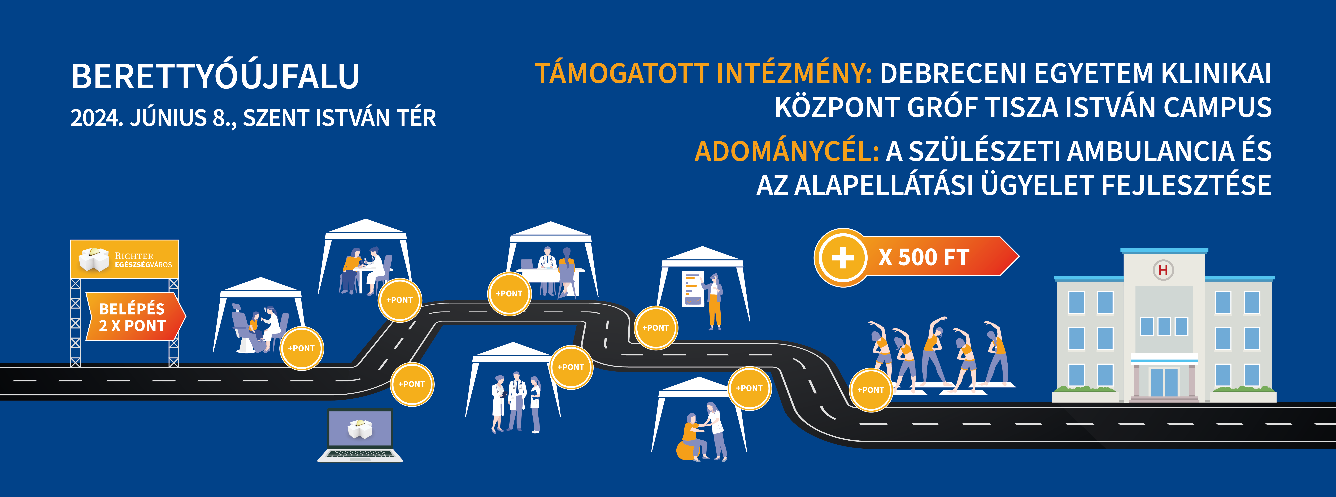 BERETTYÓÚJFALU
2024. JÚNIUS 8., SZENT ISTVÁN TÉR
TÁMOGATOTT INTÉZMÉNY: DEBRECENI EGYETEM KLINIKAI
KÖZPONT GRÓF TISZA ISTVÁN CAMPUS
ADOMÁNYCÉL: A SZÜLÉSZETI AMBULANCIA ÉS
AZ ALAPELLÁTÁSI ÜGYELET FEJLESZTÉSE
RICHTER
EGÉSZSÉGVÁROS
BELÉPÉS
2 X PONT
+PONT
+PONT
+PONT
+PONT
+PONT
+PONT
+PONT
+PONT
+ X 500 FT
H